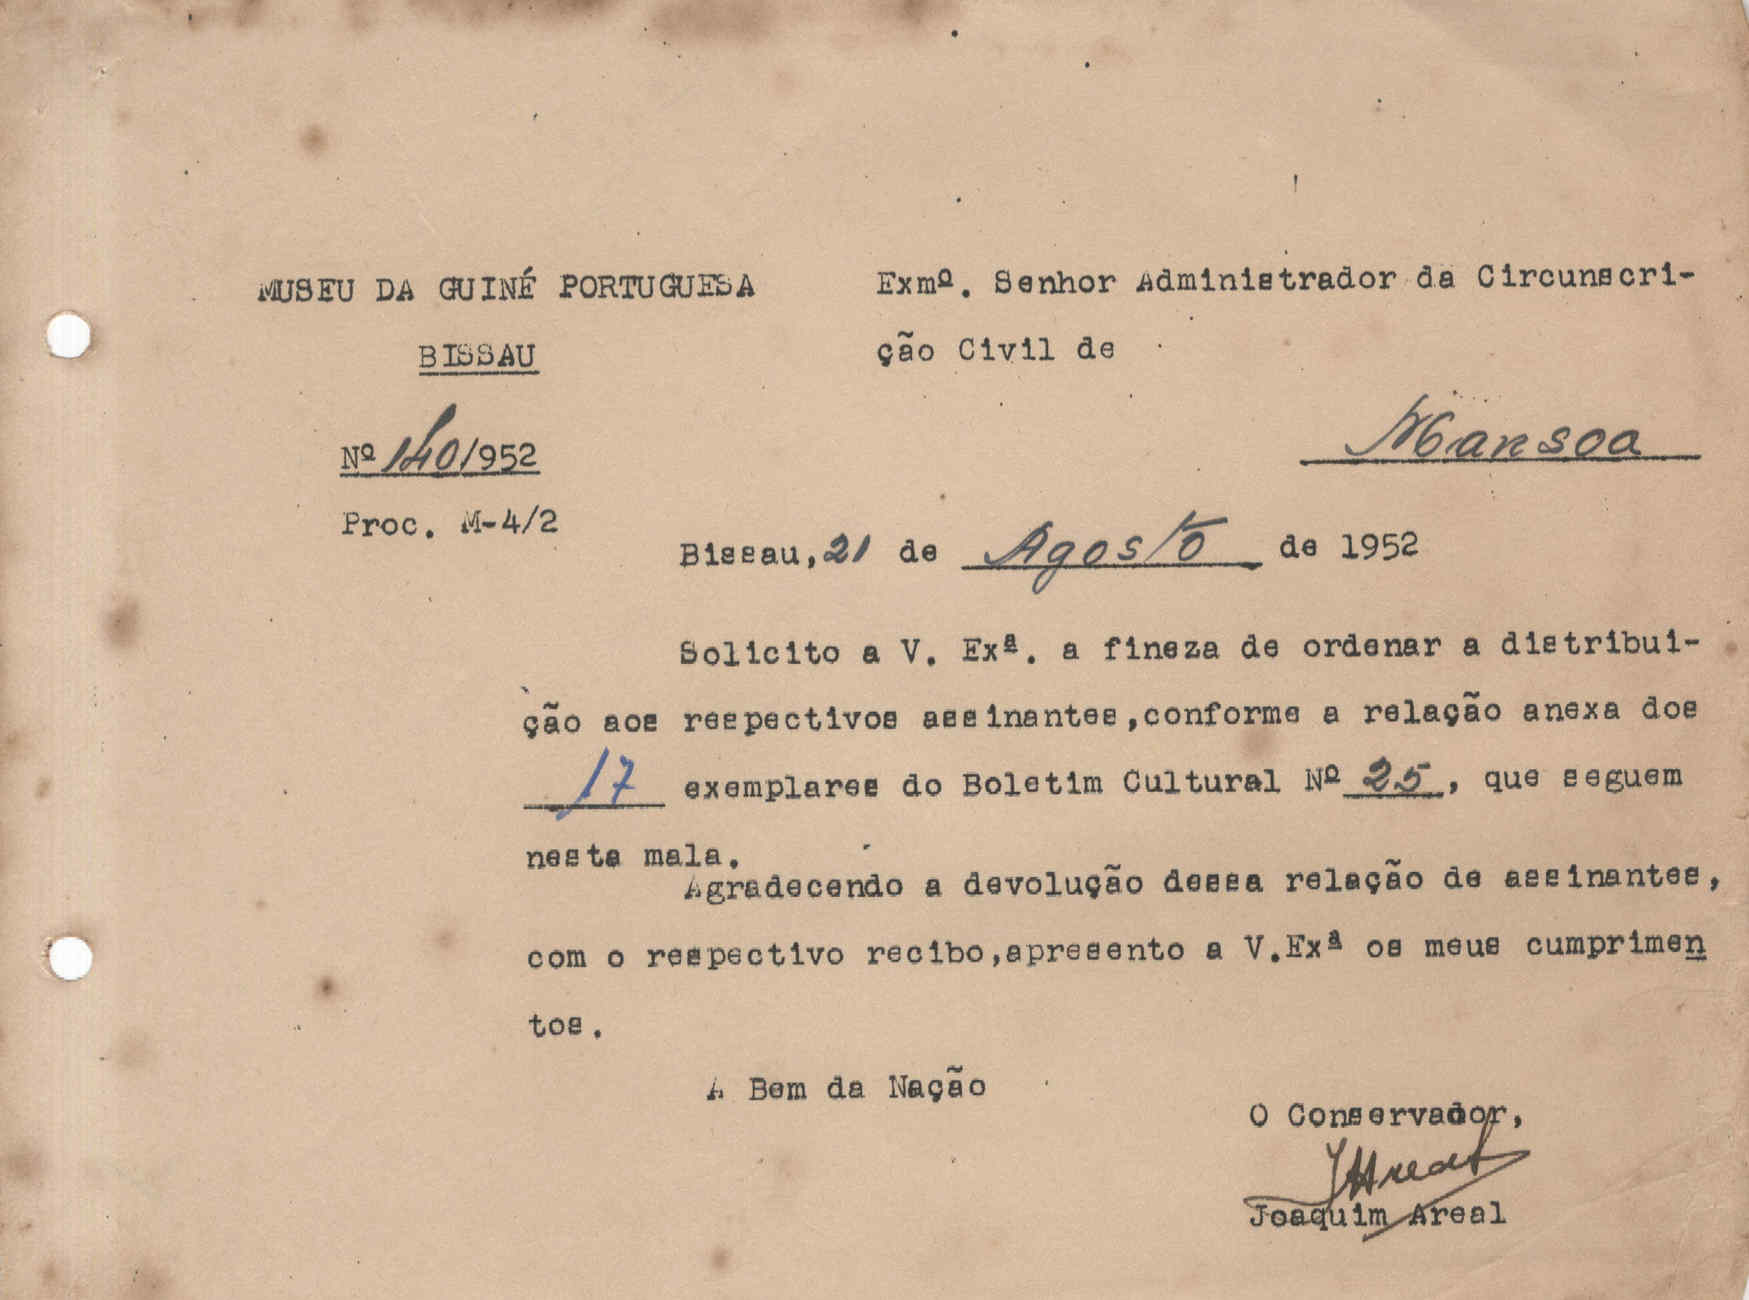 MUSEU DA GUINÉ PORTUGUESA
BISSAU
Nº 140/952
Proc. M-4/2
Exmº. Senhor Administrador da Circunscri-
ção Civil de
Mansoa
Bissau, 21 de Agosto de 1952
Solicito a V. Exª. a fineza de ordenar a distribui-
ção aos respectivos assinantes,conforme a relação anexa dos
17 exemplares do Boletim Cultural Nº 25, que seguem
nesta mala.
Agradecendo a devolução dessa relação de assinantes,
com o respectivo recibo,apresento a V.Exª os meus cumprimen
tos.
A Bem da Nação
O Conservador,
JAreal
Joaquim Areal